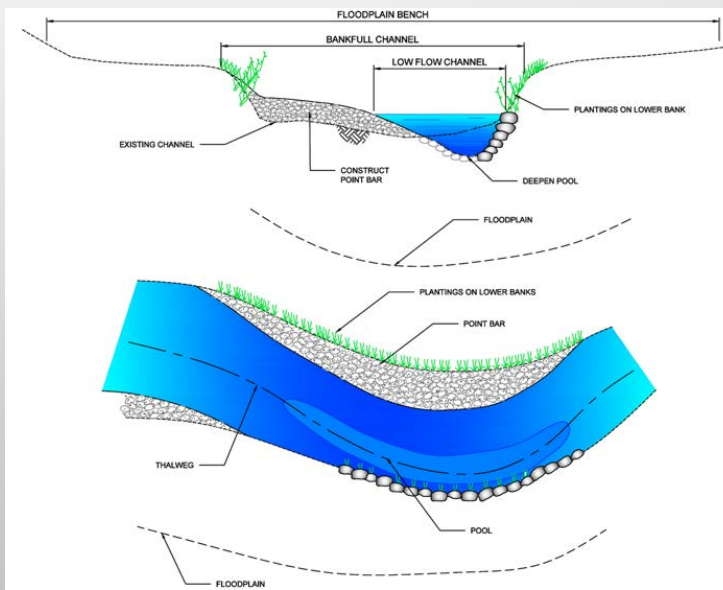 FLOODPLAIN BENCH
BANKFULL CHANNEL
LOW FLOW CHANNEL
PLANTINGS ON LOWER BANK
EXISTING CHANNEL
CONSTRUCT
POINT BAR
DEEPEN POOL
FLOODPLAIN
PLANTINGS ON LOWER BANKS
POINT BAR
THALWEG
POOL
FLOODPLAIN